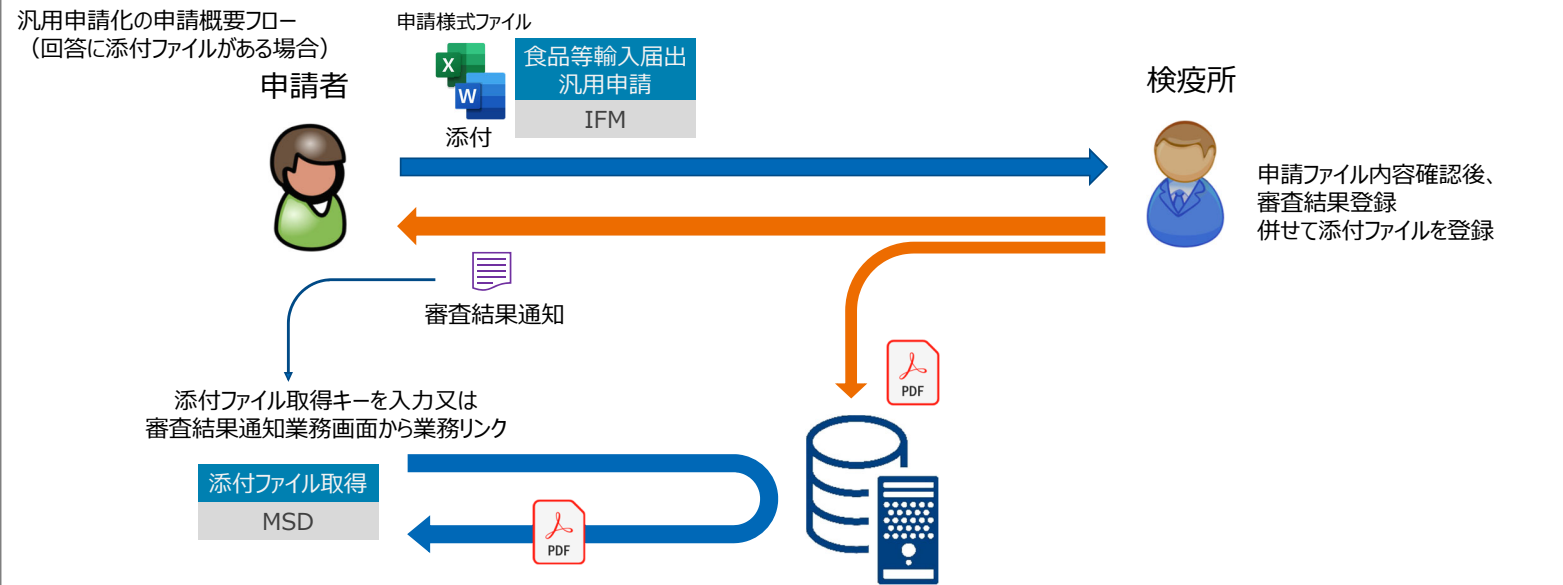 汎用申請化の申請概要フロー
（回答に添付ファイルがある場合）
申請様式ファイル
申請者
X
W
添付
食品等輸入届出
汎用申請
IFM
検疫所
申請ファイル内容確認後、
審査結果登録
併せて添付ファイルを登録
審査結果通知
PDF
添付ファイル取得キーを入力又は
審査結果通知業務画面から業務リンク
添付ファイル取得
MSD
PDF